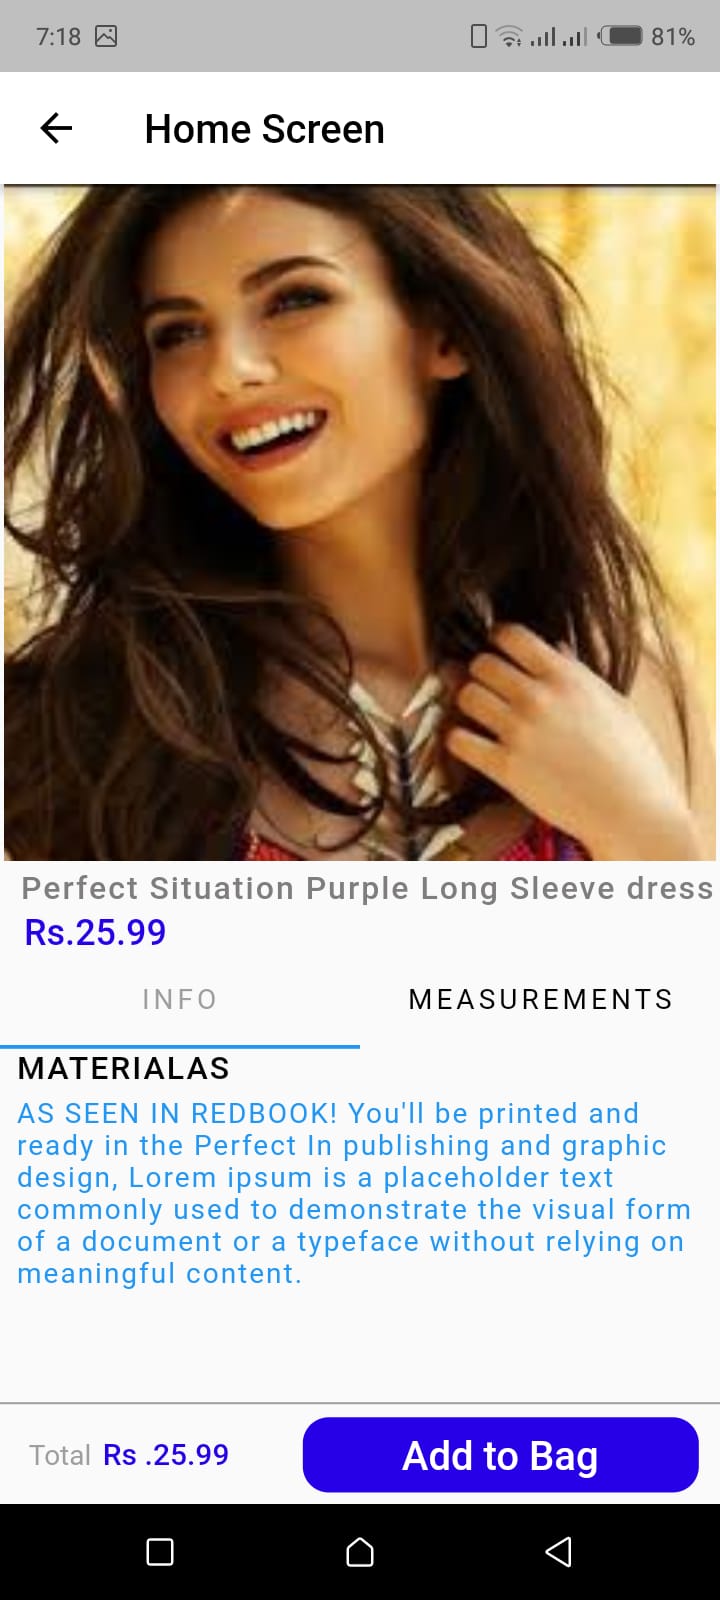 7:18 81%
Home Screen
Perfect Situation Purple Long Sleeve dress
Rs.25.99
INFO MEASUREMENTS
MATERIALAS
AS SEEN IN REDBOOK! You'll be printed and
ready in the Perfect In publishing and graphic
design, Lorem ipsum is a placeholder text
commonly used to demonstrate the visual form
of a document or a typeface without relying on
meaningful content.
Total Rs .25.99 Add to Bag